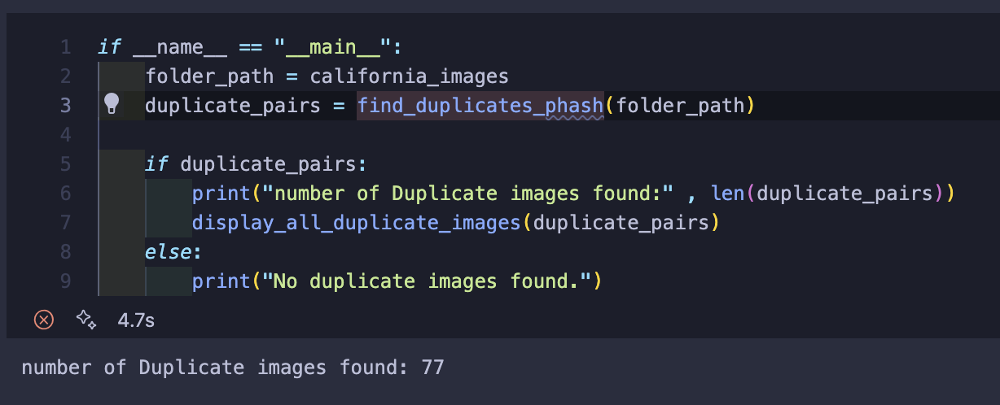 1 if __name__ == "__main__":
2     folder_path = california_images
3     duplicate_pairs = find_duplicates_phash(folder_path)
4
5     if duplicate_pairs:
6         print("number of Duplicate images found:" , len(duplicate_pairs))
7         display_all_duplicate_images(duplicate_pairs)
8     else:
9         print("No duplicate images found.")
4.7s
number of Duplicate images found: 77